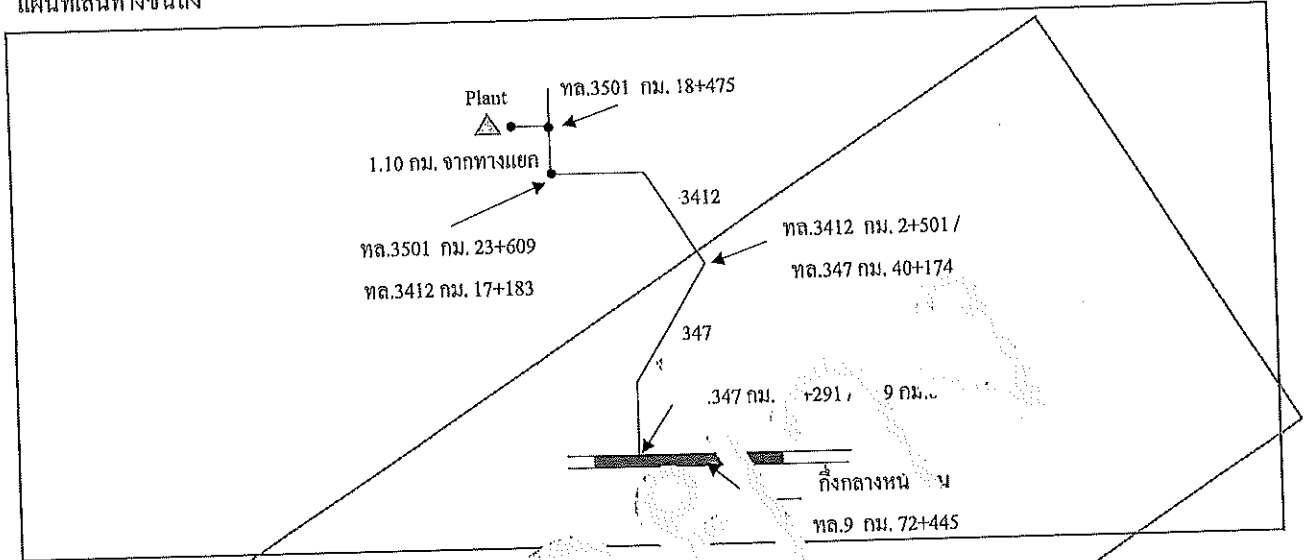 แผนที่เส้นทางขนส่ง
Plant
ทล.3501 กม. 18+475
1.10 กม. จากทางแยก
3412
ทล.3501 กม. 23+609
ทล.3412 กม. 17+183
ทล.3412 กม. 2+501 /
ทล.347 กม. 40+174
347
.347 กม. +291 9 กม.
กึ่งกลางหน
ทล.9 กม. 72+445